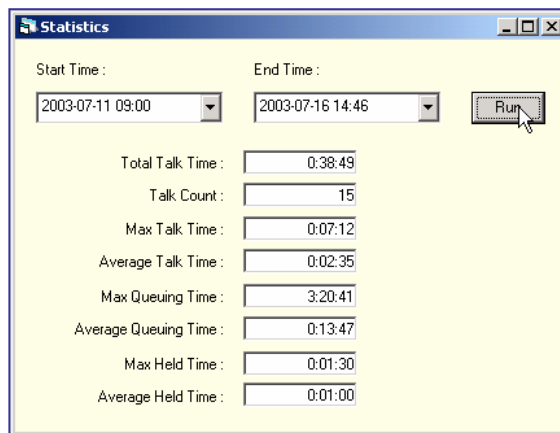 Statistics
Start Time : End Time :
2003-07-11 09:00 2003-07-16 14:46 Run
Total Talk Time : 0:38:49
Talk Count : 15
Max Talk Time : 0:07:12
Average Talk Time : 0:02:35
Max Queuing Time : 3:20:41
Average Queuing Time : 0:13:47
Max Held Time : 0:01:30
Average Held Time : 0:01:00